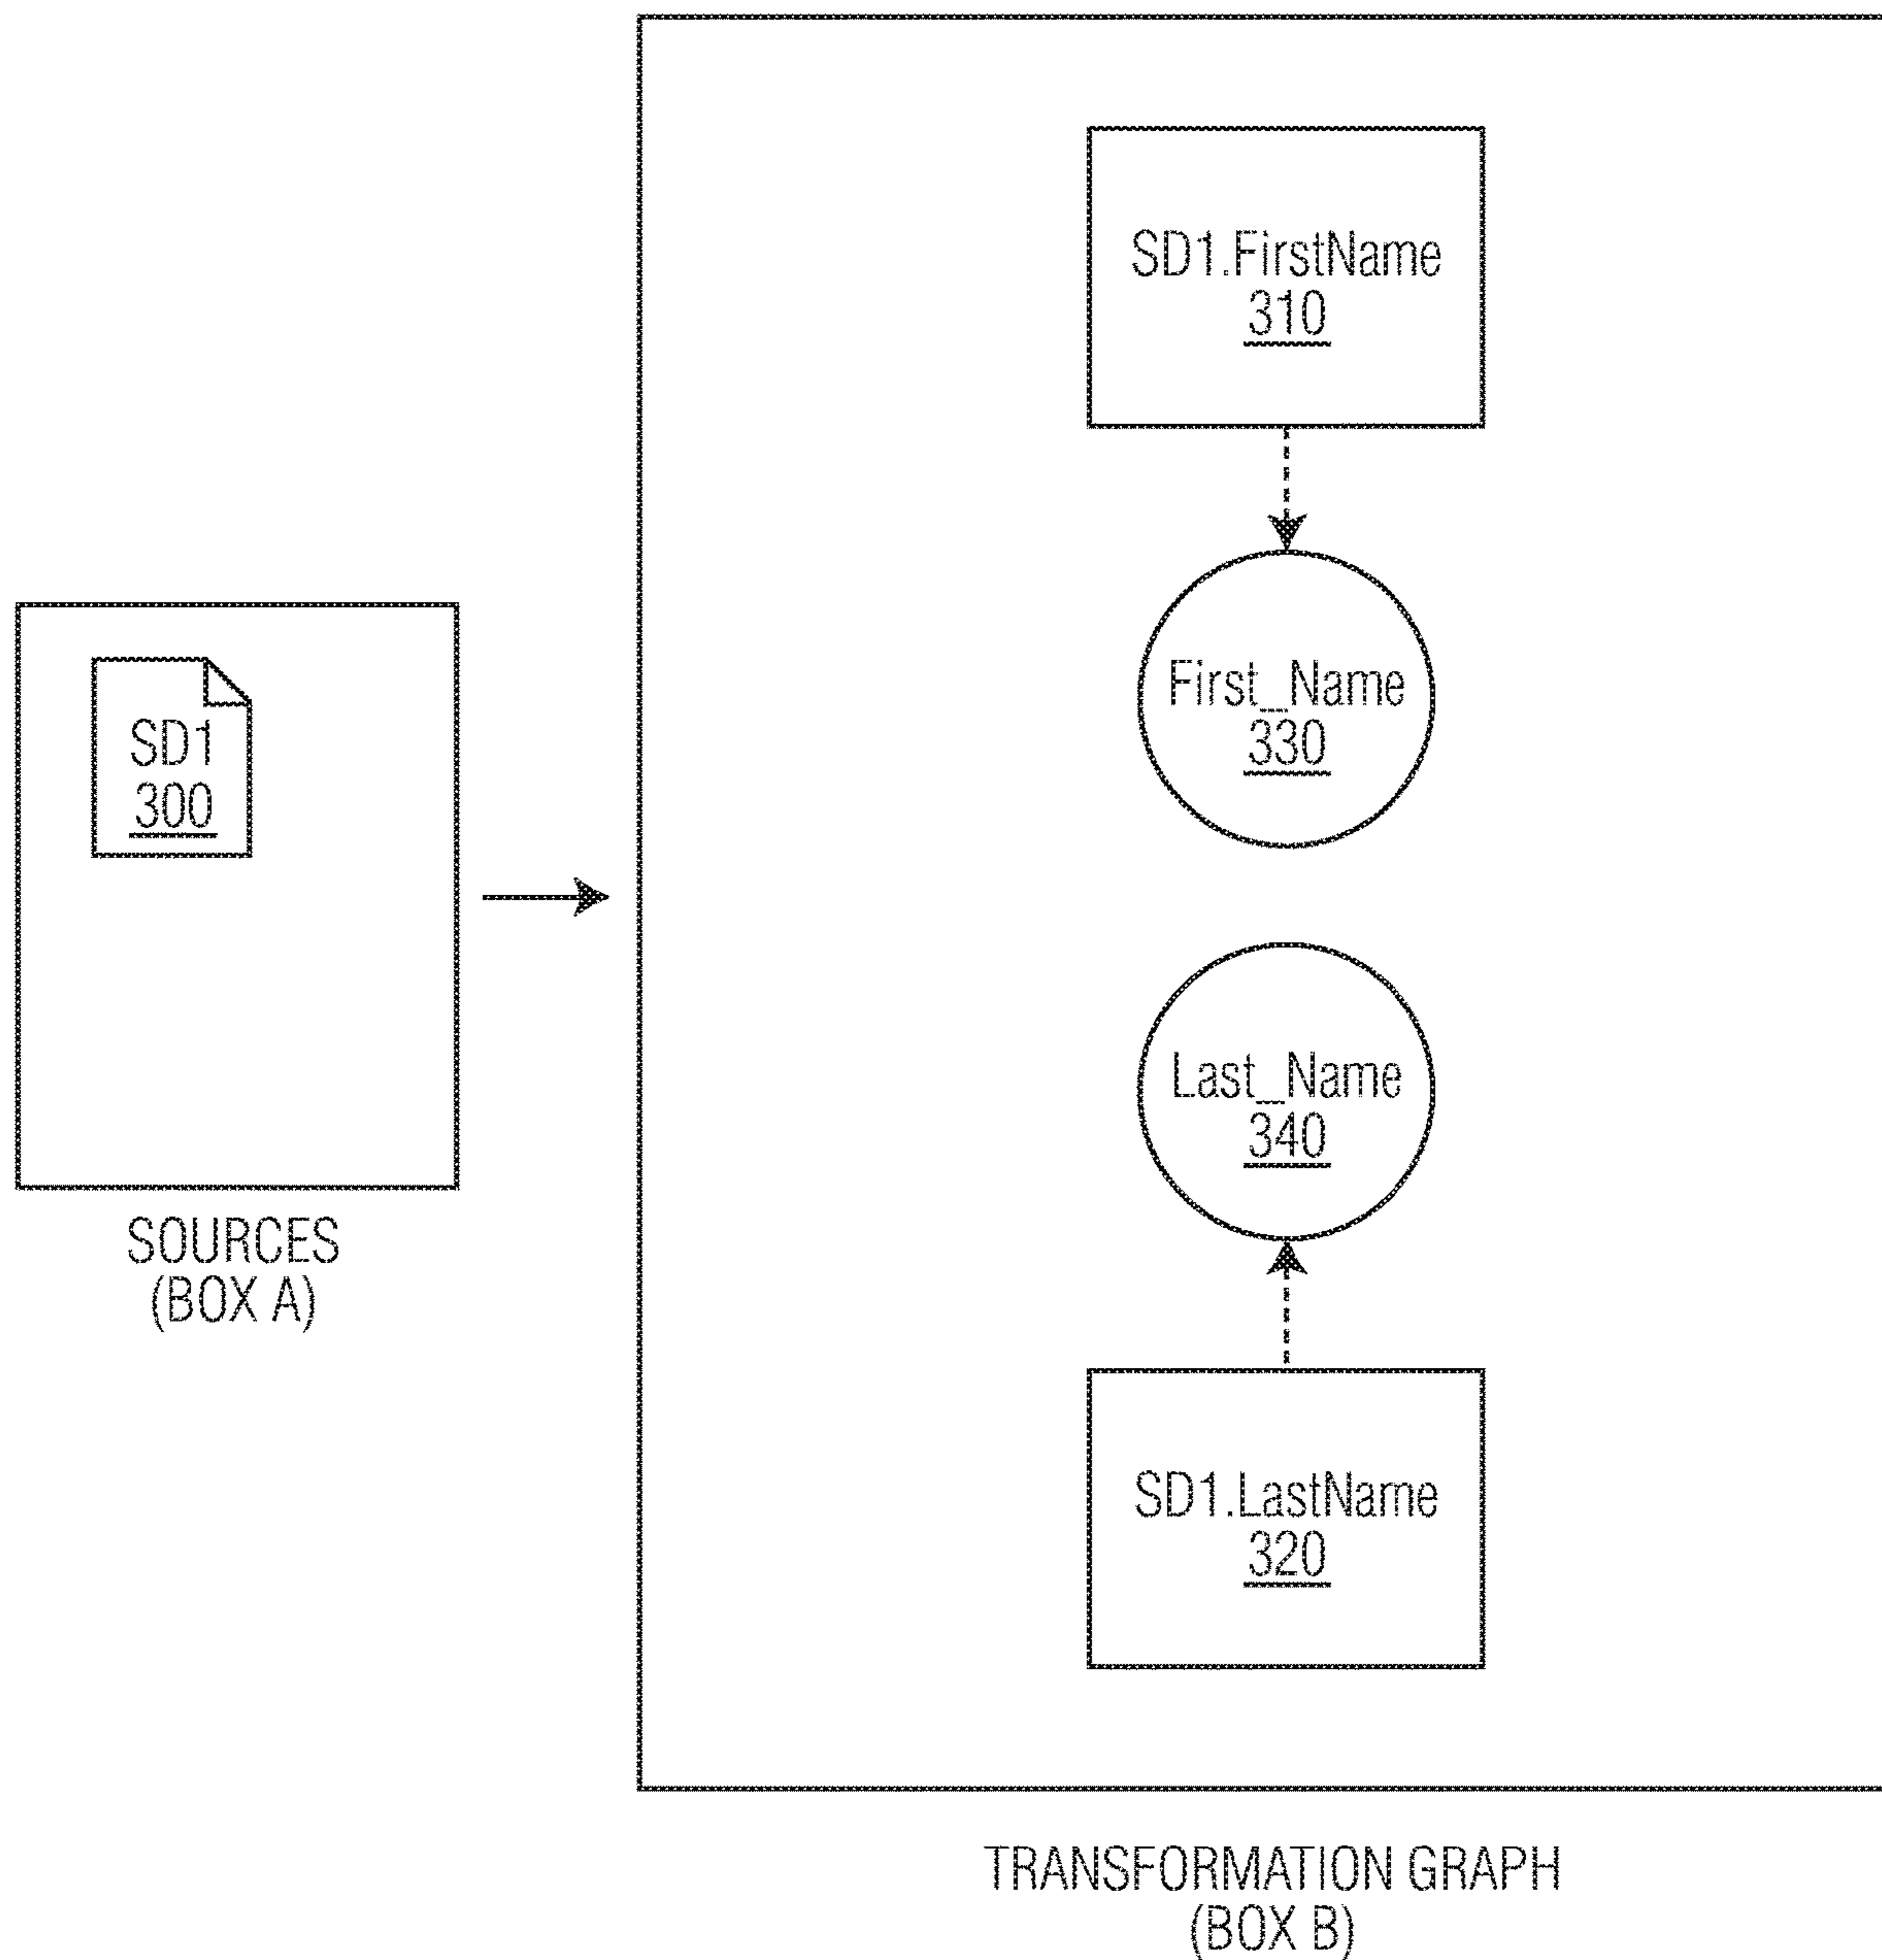 SD1
300
SOURCES
(BOX A)
SD1.FirstName
310
First_Name
330
Last_Name
340
SD1.LastName
320
TRANSFORMATION GRAPH
(BOX B)